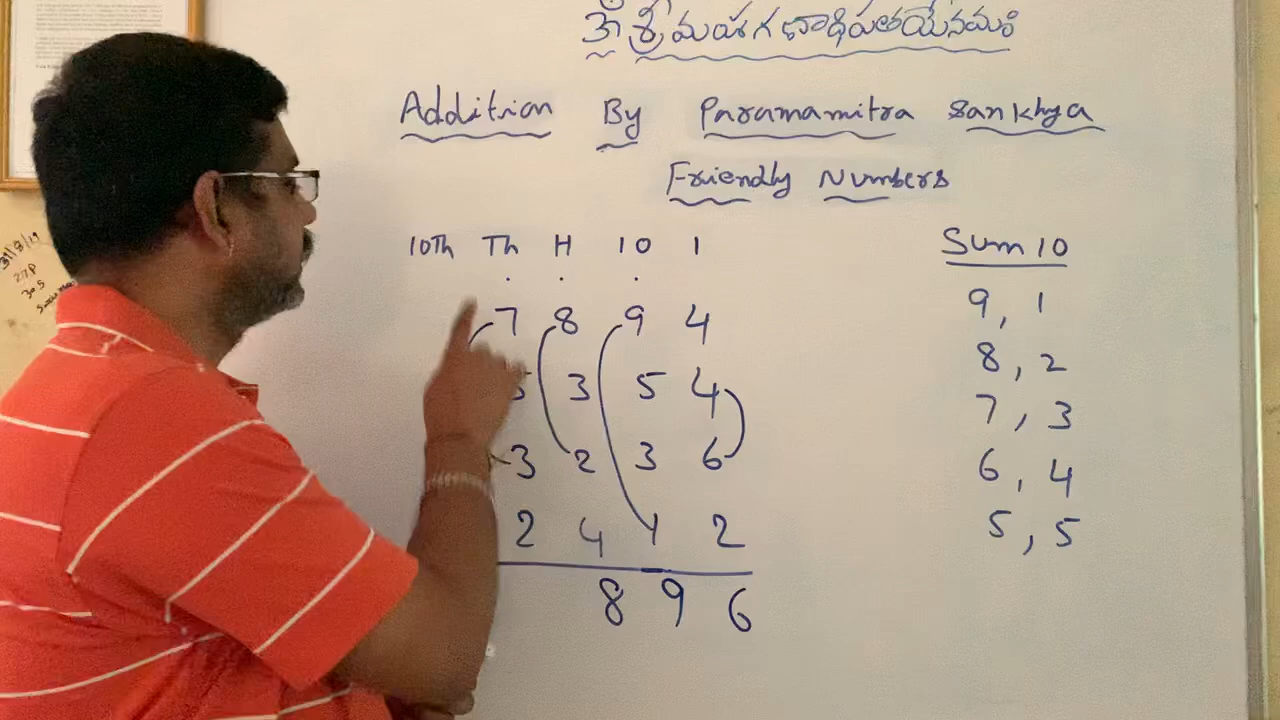 ఓం శ్రీ మహాగణాధిపతయేనమః
Addition By Paramamitra Sankhya
Friendly Numbers
10Th Th H 10 1
7 8 9 4
5 3 5 4
3 2 3 6
2 4 1 2
8 9 6
Sum 10
9, 1
8, 2
7, 3
6, 4
5, 5